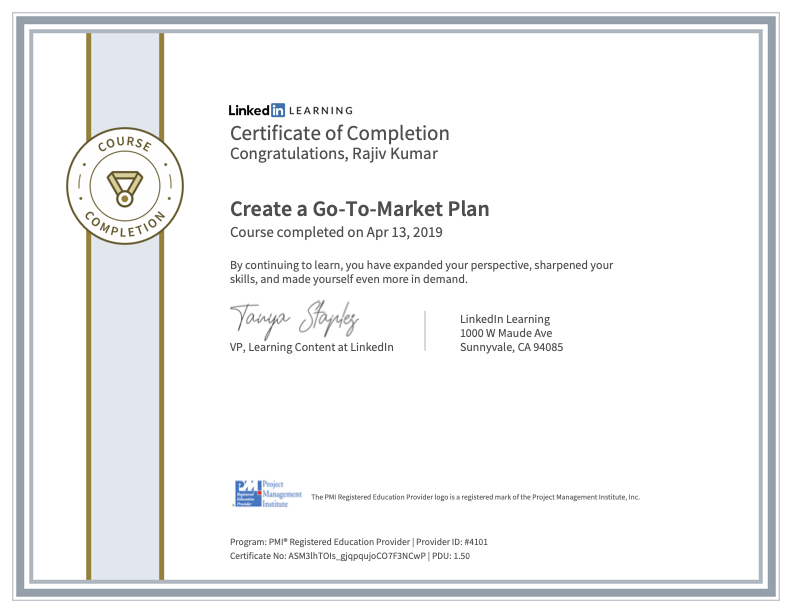 LinkedIn LEARNING
Certificate of Completion
Congratulations, Rajiv Kumar
COURSE
COMPLETION
Create a Go-To-Market Plan
Course completed on Apr 13, 2019
By continuing to learn, you have expanded your perspective, sharpened your
skills, and made yourself even more in demand.
Tanya Staples
VP, Learning Content at LinkedIn
LinkedIn Learning
1000 W Maude Ave
Sunnyvale, CA 94085
PMI
Registered
Education
Provider
Project
Management
Institute
The PMI Registered Education Provider logo is a registered mark of the Project Management Institute, Inc.
Program: PMI® Registered Education Provider | Provider ID: #4101
Certificate No: ASM3lhTOIs_gjqpqujoCO7F3NCwP | PDU: 1.50